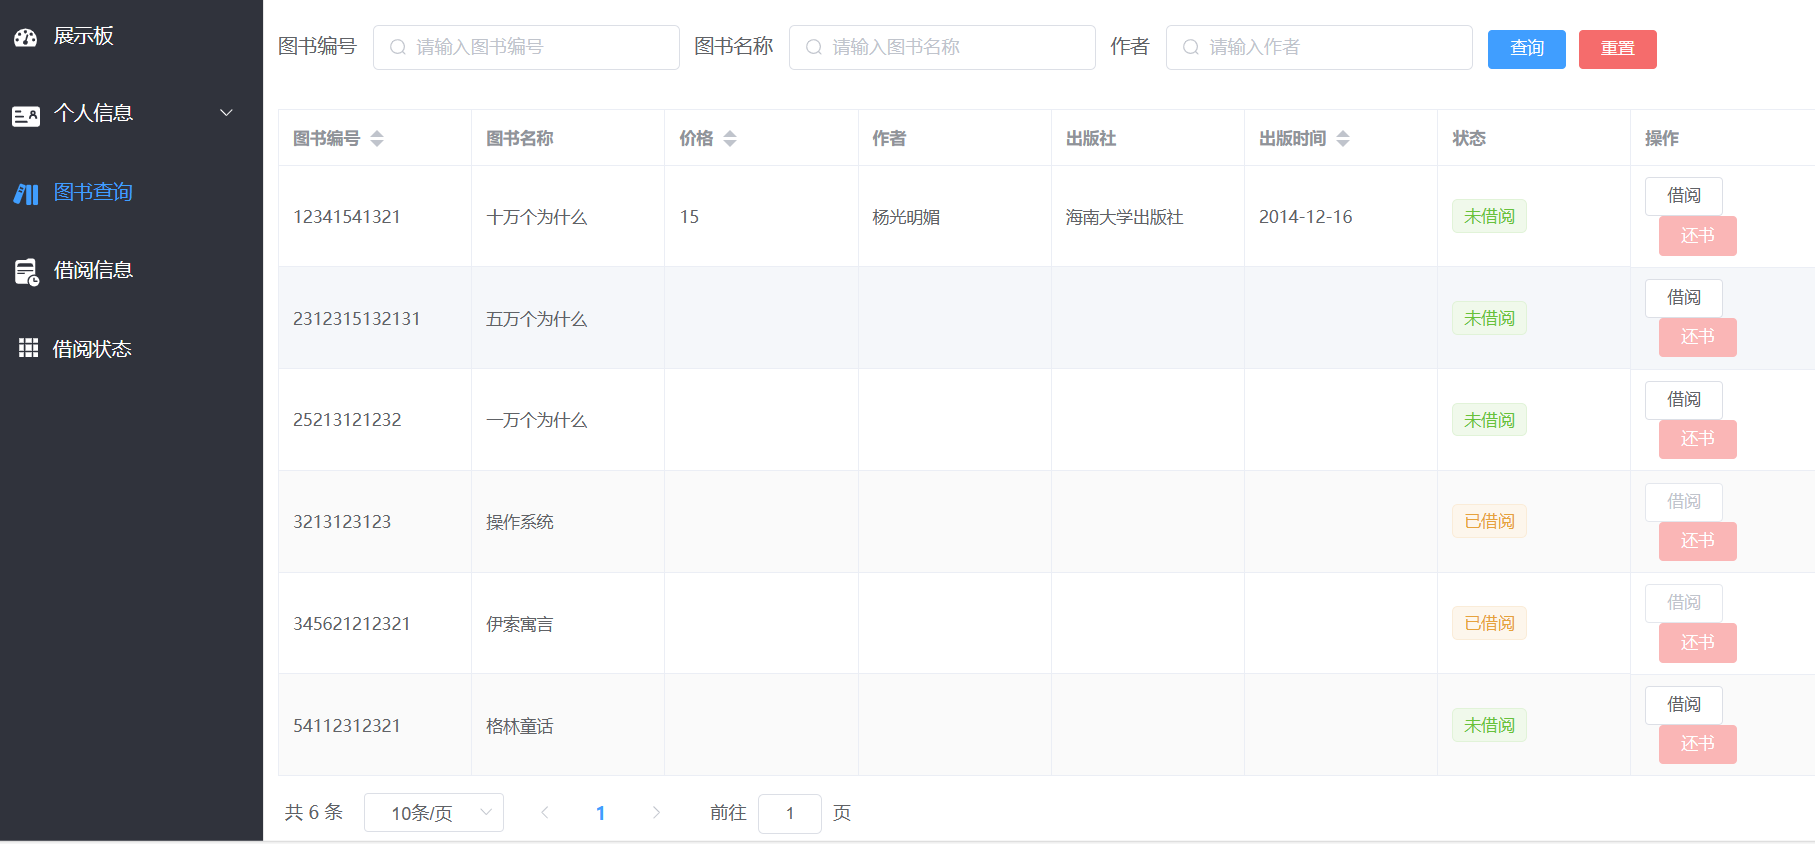 展示板
个人信息
图书查询
借阅信息
借阅状态
图书编号 请输入图书编号 图书名称 请输入图书名称 作者 请输入作者 查询 重置
图书编号 图书名称 价格 作者 出版社 出版时间 状态 操作
12341541321 十万个为什么 15 杨光明媚 海南大学出版社 2014-12-16 未借阅 借阅
还书
2312315132131 五万个为什么 未借阅 借阅
还书
25213121232 一万个为什么 未借阅 借阅
还书
3213123123 操作系统 已借阅 借阅
还书
345621212321 伊索寓言 已借阅 借阅
还书
54112312321 格林童话 未借阅 借阅
还书
共 6 条 10条/页 1 前往 1 页